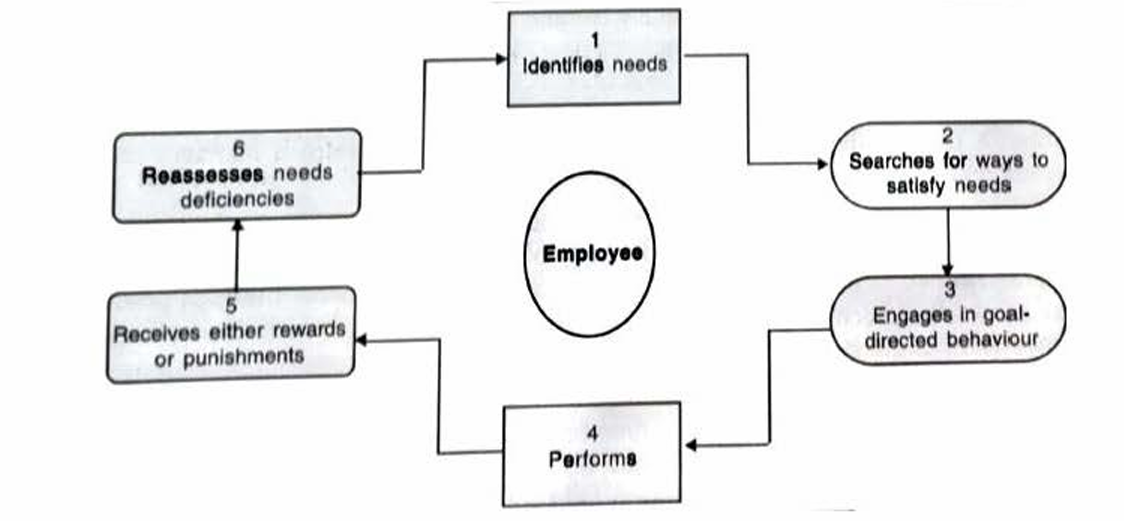 1
Identifies needs
2
Searches for ways to
satisfy needs
3
Engages in goal-
directed behaviour
4
Performs
5
Receives either rewards
or punishments
6
Reassesses needs
deficiencies
Employee